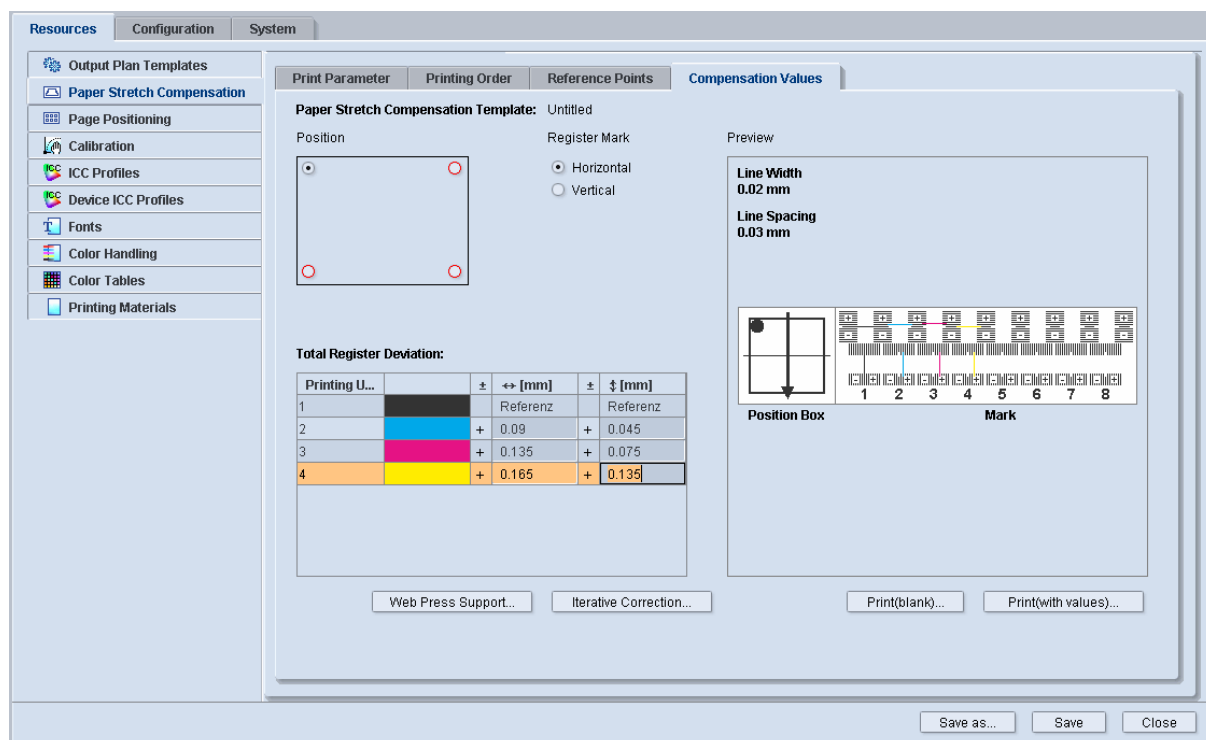 Resources Configuration System
Output Plan Templates
Paper Stretch Compensation
Page Positioning
Calibration
ICC ICC Profiles
ICC Device ICC Profiles
T Fonts
Color Handling
Color Tables
Printing Materials
Print Parameter Printing Order Reference Points Compensation Values
Paper Stretch Compensation Template: Untitled
Position
Register Mark
Horizontal
Vertical
Total Register Deviation:
Printing U... ± ↔ [mm] ± ↕ [mm]
1 Referenz Referenz
2 + 0.09 + 0.045
3 + 0.135 + 0.075
4 + 0.165 + 0.135
Web Press Support... Iterative Correction...
Preview
Line Width
0.02 mm
Line Spacing
0.03 mm
1 2 3 4 5 6 7 8
Position Box Mark
Print(blank)... Print(with values)...
Save as... Save Close